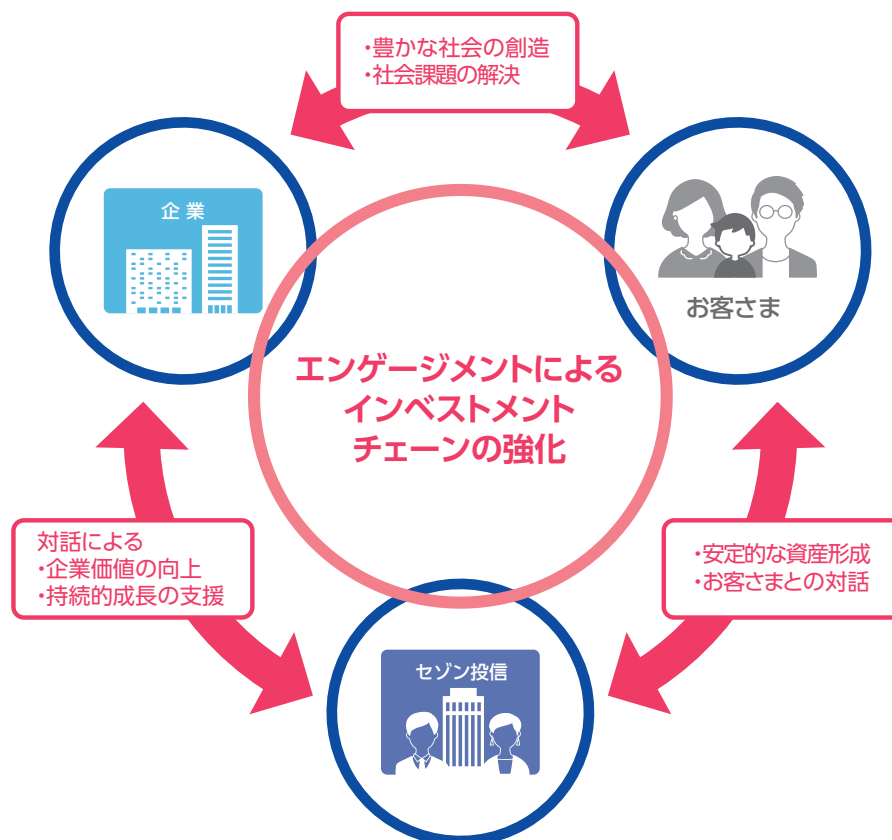 ・豊かな社会の創造
・社会課題の解決
企業
お客さま
エンゲージメントによる
インベストメント
チェーンの強化
対話による
・企業価値の向上
・持続的成長の支援
・安定的な資産形成
・お客さまとの対話
セゾン投信